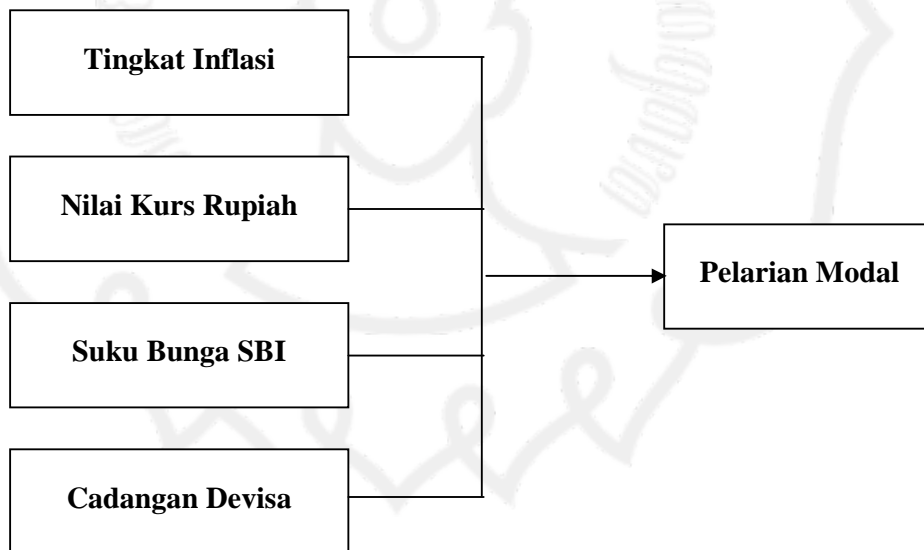 Tingkat Inflasi
Nilai Kurs Rupiah
Suku Bunga SBI
Cadangan Devisa
Pelarian Modal